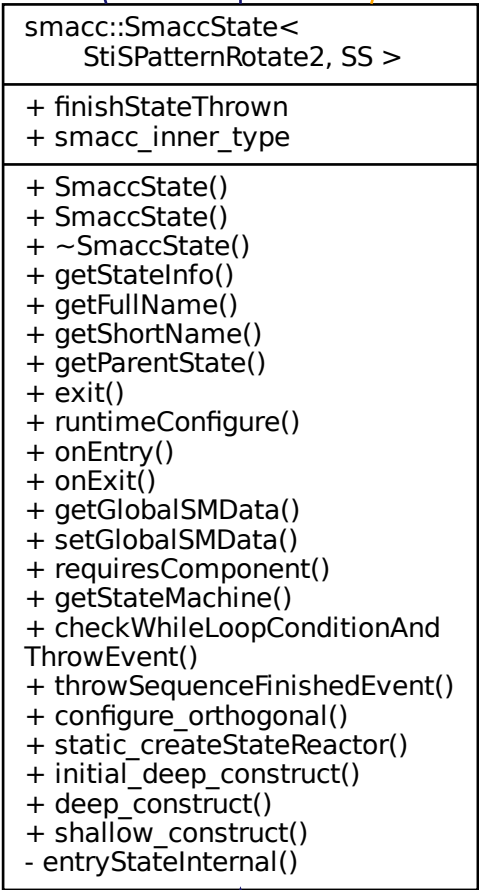 smacc::SmaccState<
StiSPatternRotate2, SS >
+ finishStateThrown
+ smacc_inner_type
+ SmaccState()
+ SmaccState()
+ ~SmaccState()
+ getStateInfo()
+ getFullName()
+ getShortName()
+ getParentState()
+ exit()
+ runtimeConfigure()
+ onEntry()
+ onExit()
+ getGlobalSMData()
+ setGlobalSMData()
+ requiresComponent()
+ getStateMachine()
+ checkWhileLoopConditionAnd
ThrowEvent()
+ throwSequenceFinishedEvent()
+ configure_orthogonal()
+ static_createStateReactor()
+ initial_deep_construct()
+ deep_construct()
+ shallow_construct()
- entryStateInternal()